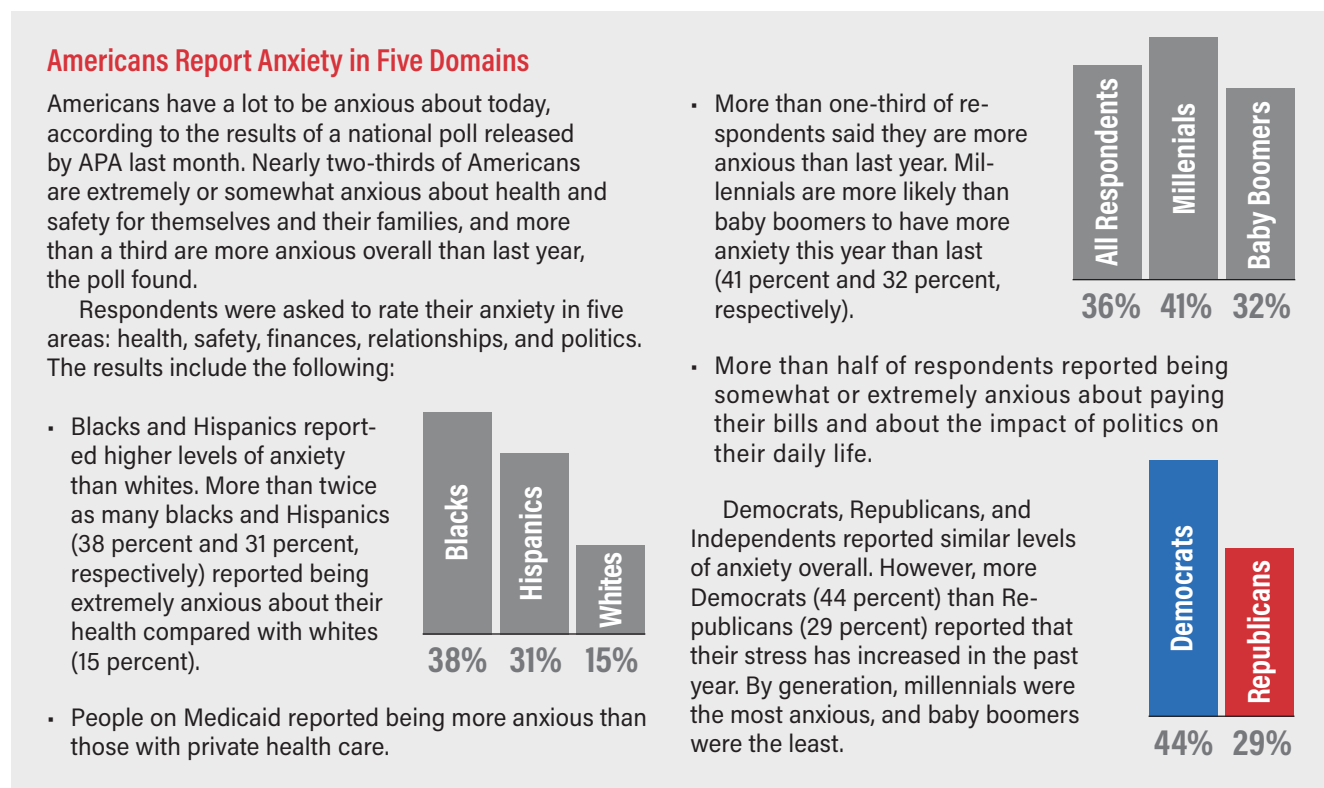 Americans Report Anxiety in Five Domains
Americans have a lot to be anxious about today,
according to the results of a national poll released
by APA last month. Nearly two-thirds of Americans
are extremely or somewhat anxious about health and
safety for themselves and their families, and more
than a third are more anxious overall than last year,
the poll found.
Respondents were asked to rate their anxiety in five
areas: health, safety, finances, relationships, and politics.
The results include the following:
• Blacks and Hispanics report-
ed higher levels of anxiety
than whites. More than twice
as many blacks and Hispanics
(38 percent and 31 percent,
respectively) reported being
extremely anxious about their
health compared with whites
(15 percent).
Blacks
Hispanics
Whites
38% 31% 15%
• People on Medicaid reported being more anxious than
those with private health care.
• More than one-third of re-
spondents said they are more
anxious than last year. Mil-
lennials are more likely than
baby boomers to have more
anxiety this year than last
(41 percent and 32 percent,
respectively).
All Respondents
Millenials
Baby Boomers
36% 41% 32%
• More than half of respondents reported being
somewhat or extremely anxious about paying
their bills and about the impact of politics on
their daily life.
Democrats, Republicans, and
Independents reported similar levels
of anxiety overall. However, more
Democrats (44 percent) than Re-
publicans (29 percent) reported that
their stress has increased in the past
year. By generation, millennials were
the most anxious, and baby boomers
were the least.
Democrats
Republicans
44% 29%